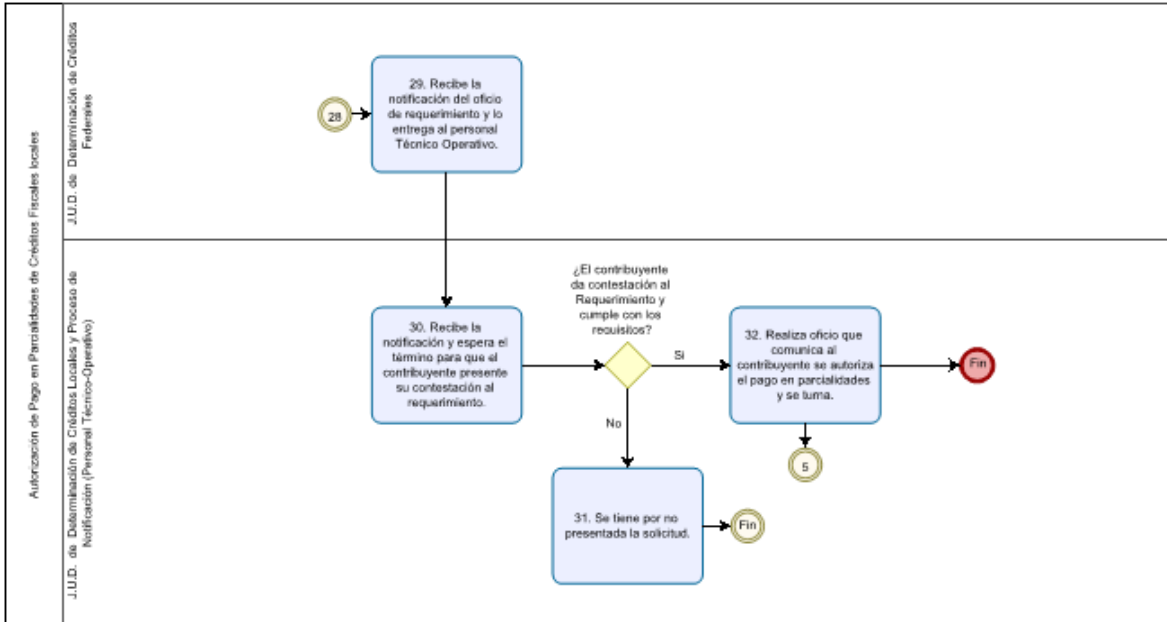 Autorización de Pago en Parcialidades de Créditos Fiscales locales
J.U.D. de Determinación de Créditos
Federales
28
29. Recibe la
notificación del oficio
de requerimiento y lo
entrega al personal
Técnico Operativo.
J.U.D. de Determinación de Créditos Locales y Proceso de
Notificación (Personal Técnico-Operativo)
30. Recibe la
notificación y espera el
término para que el
contribuyente presente
su contestación al
requerimiento.
¿El contribuyente
da contestación al
Requerimiento y
cumple con los
requisitos?
Si
No
32. Realiza oficio que
comunica al
contribuyente se autoriza
el pago en parcialidades
y se turna.
Fin
5
31. Se tiene por no
presentada la solicitud.
Fin